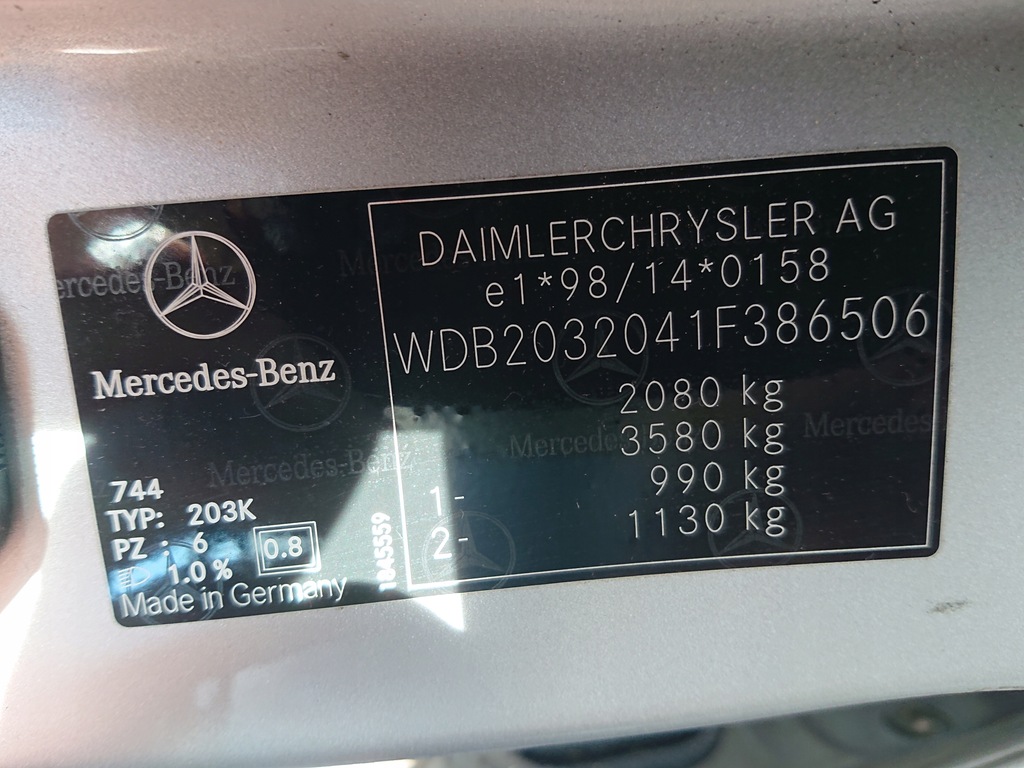 Mercedes-Benz
744
TYP: 203K
PZ : 6
0.8
1.0 %
Made in Germany
1845559
DAIMLERCHRYSLER AG
e1*98/14*0158
WDB2032041F386506
2080 kg
3580 kg
1- 990 kg
2- 1130 kg